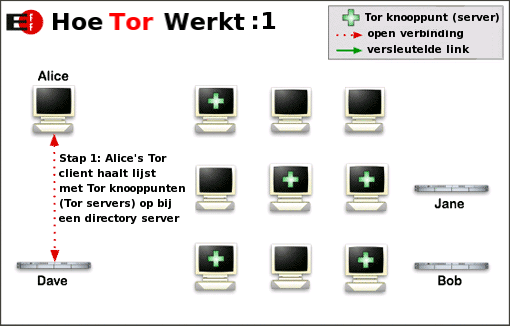 EFF Hoe Tor Werkt :1
Tor knooppunt (server)
open verbinding
versleutelde link
Alice
Stap 1: Alice's Tor
client haalt lijst
met Tor knooppunten
(Tor servers) op bij
een directory server
Jane
Dave
Bob